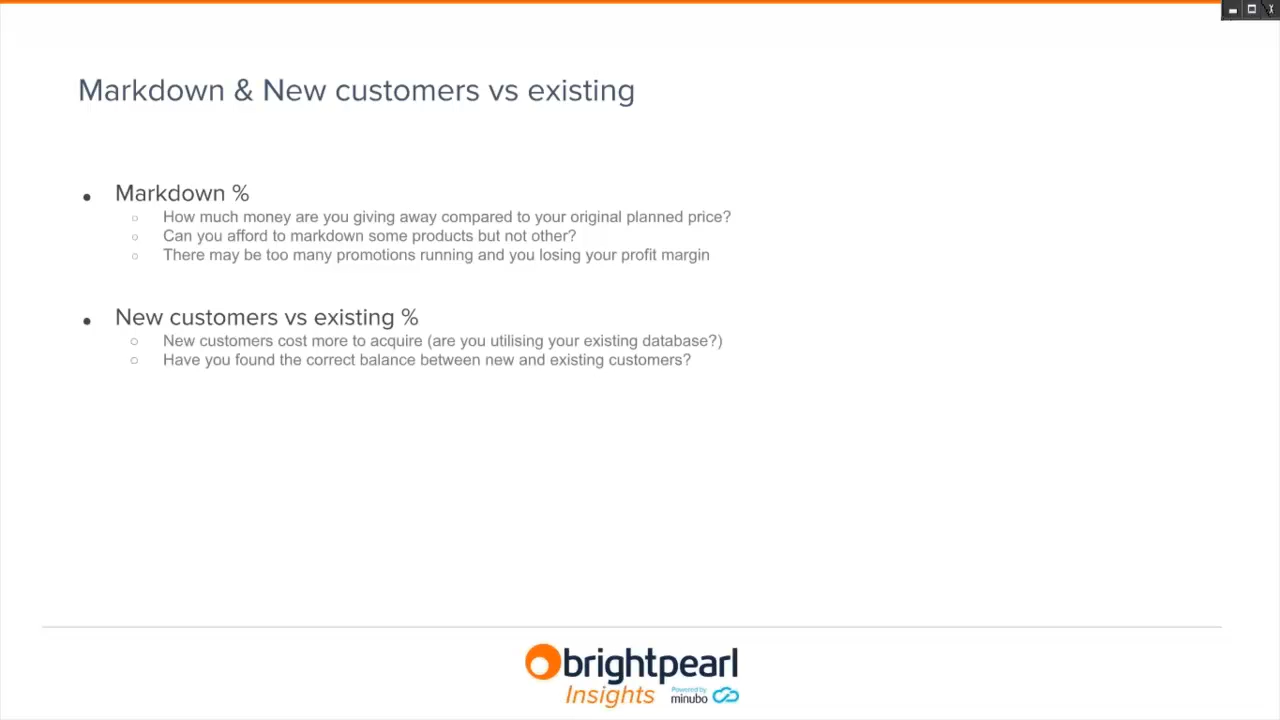 Markdown & New customers vs existing
● Markdown %
○ How much money are you giving away compared to your original planned price?
○ Can you afford to markdown some products but not other?
○ There may be too many promotions running and you losing your profit margin
● New customers vs existing %
○ New customers cost more to acquire (are you utilising your existing database?)
○ Have you found the correct balance between new and existing customers?
brightpearl
Insights
Powered by
minubo